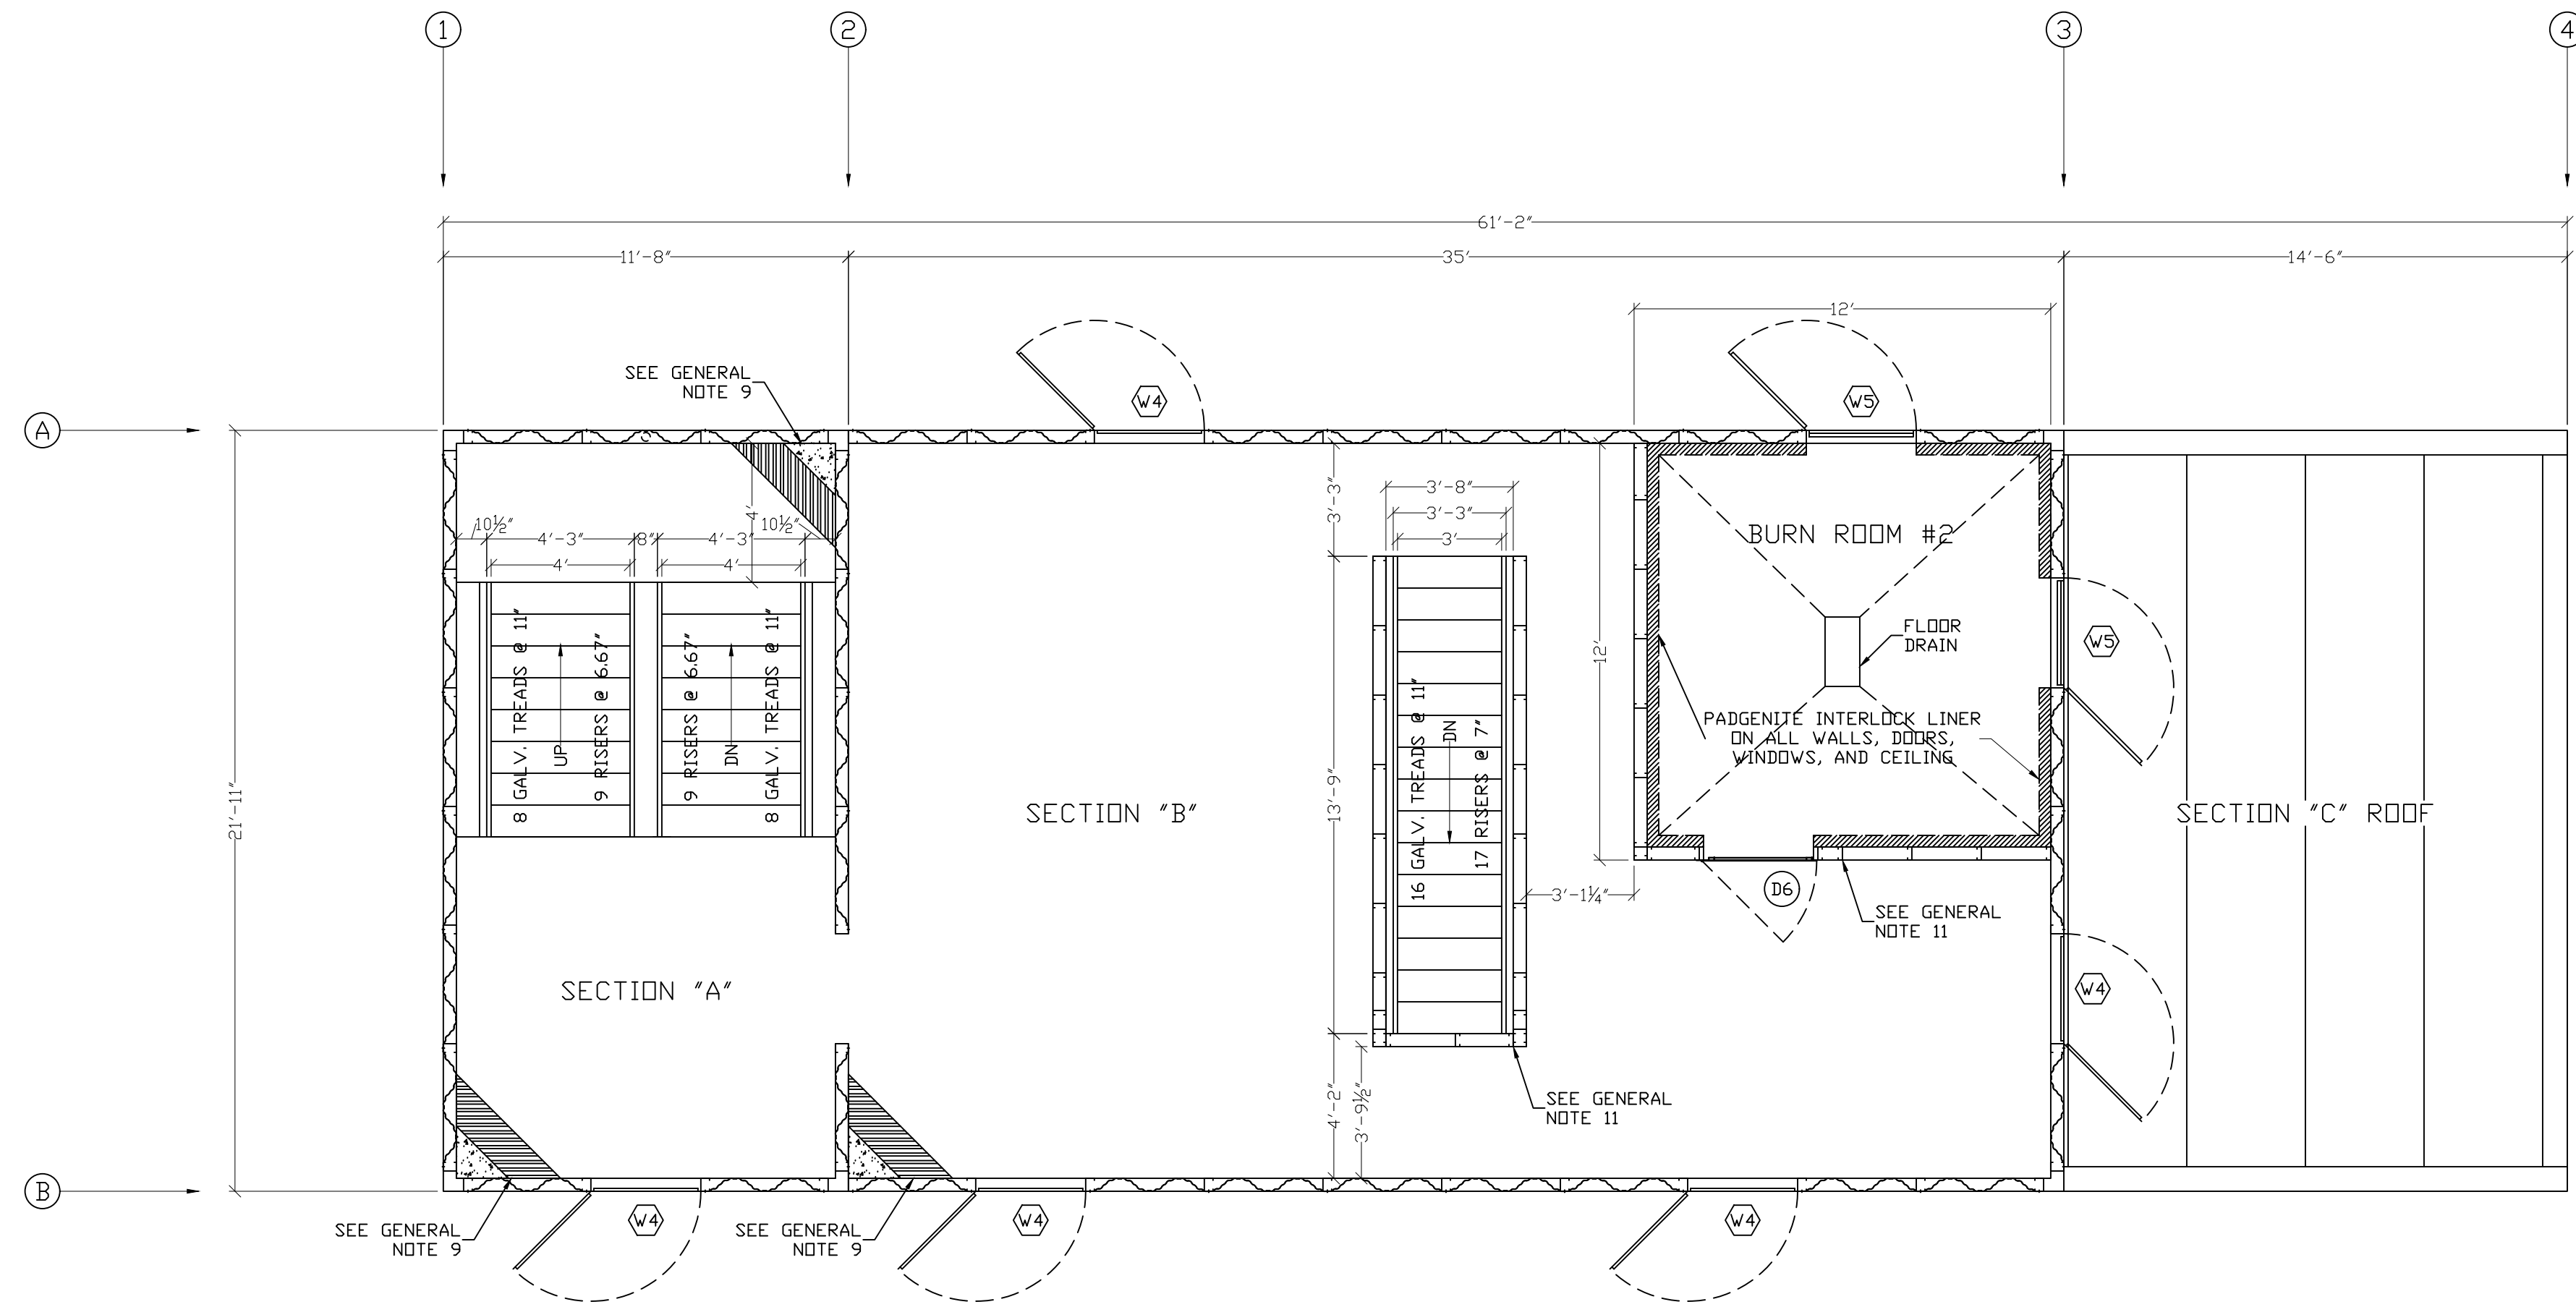 1
2
3
4
61'-2"
11'-8"
35'
14'-6"
12'
SEE GENERAL
NOTE 9
W4
W5
A
3'-3"
3'-8"
3'-3"
3'
10½"
4'-3"
8"
4'-3"
10½"
4'
4'
4'
BURN ROOM #2
FLOOR
DRAIN
W5
12'
8 GALV. TREADS @ 11"
UP
9 RISERS @ 6.67"
9 RISERS @ 6.67"
DN
8 GALV. TREADS @ 11"
16 GALV. TREADS @ 11"
DN
17 RISERS @ 7"
PADGENITE INTERLOCK LINER
ON ALL WALLS, DOORS,
WINDOWS, AND CEILING
21'-11"
13'-9"
SECTION "B"
SECTION "C" ROOF
3'-1¼"
D6
SEE GENERAL
NOTE 11
SECTION "A"
W4
4'-2"
3'-9½"
SEE GENERAL
NOTE 11
B
SEE GENERAL
NOTE 9
W4
SEE GENERAL
NOTE 9
W4
W4